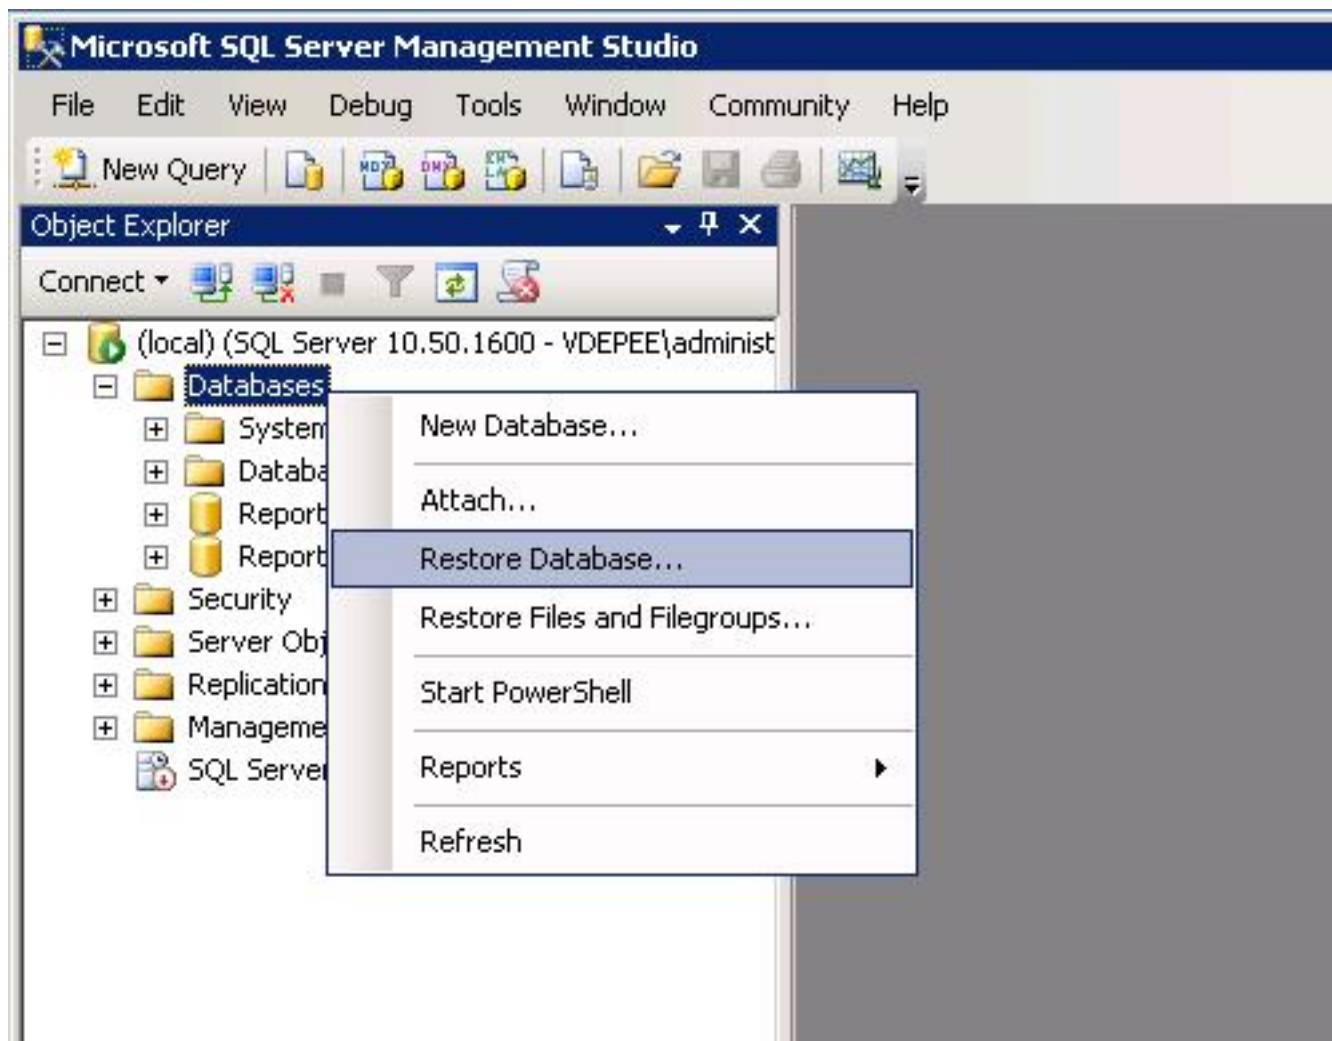 Microsoft SQL Server Management Studio
File Edit View Debug Tools Window Community Help
New Query
Object Explorer
Connect
(local) (SQL Server 10.50.1600 - VDEPEE\administ
Databases
System
Databa
Report
Report
Security
Server Obj
Replication
Manageme
SQL Server
New Database...
Attach...
Restore Database...
Restore Files and Filegroups...
Start PowerShell
Reports
Refresh